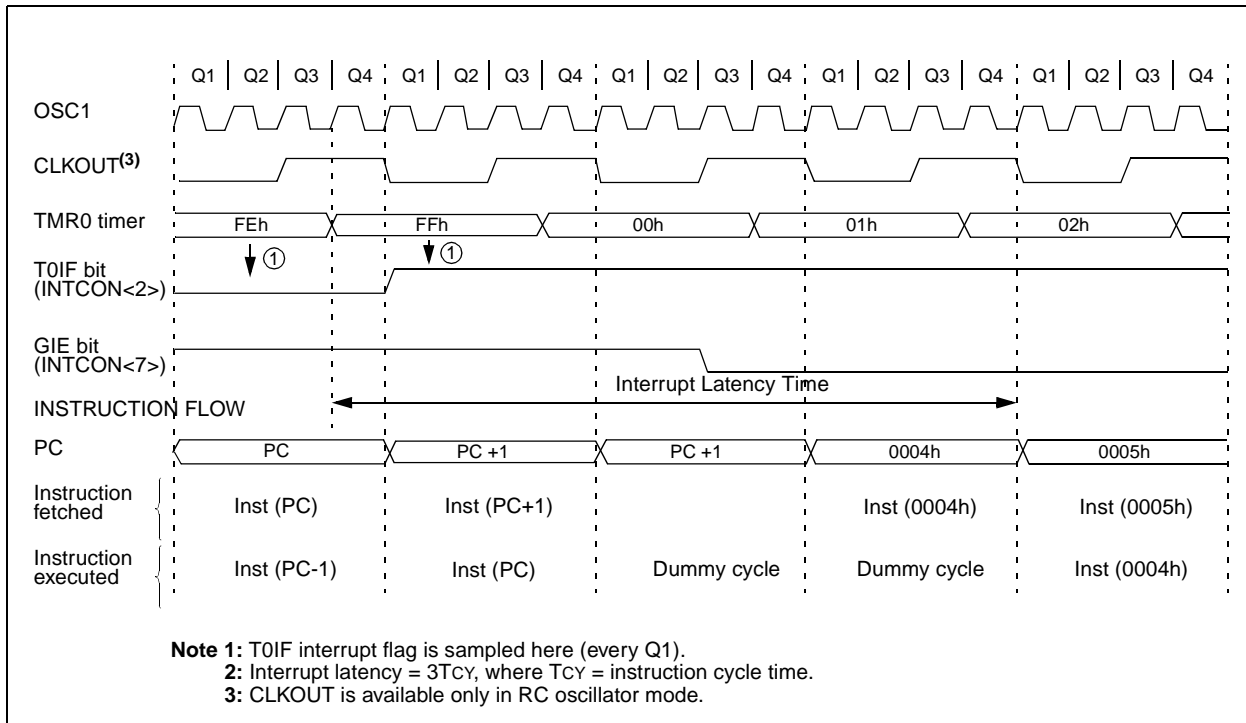 Q1 Q2 Q3 Q4 Q1 Q2 Q3 Q4 Q1 Q2 Q3 Q4 Q1 Q2 Q3 Q4 Q1 Q2 Q3 Q4
OSC1
CLKOUT(3)
TMR0 timer FEh FFh 00h 01h 02h
1 1
T0IF bit
(INTCON<2>)
GIE bit
(INTCON<7>)
Interrupt Latency Time
INSTRUCTION FLOW
PC PC PC +1 PC +1 0004h 0005h
Instruction
fetched
Inst (PC) Inst (PC+1) Inst (0004h) Inst (0005h)
Instruction
executed
Inst (PC-1) Inst (PC) Dummy cycle Dummy cycle Inst (0004h)
Note 1: T0IF interrupt flag is sampled here (every Q1).
2: Interrupt latency = 3TCY, where TCY = instruction cycle time.
3: CLKOUT is available only in RC oscillator mode.